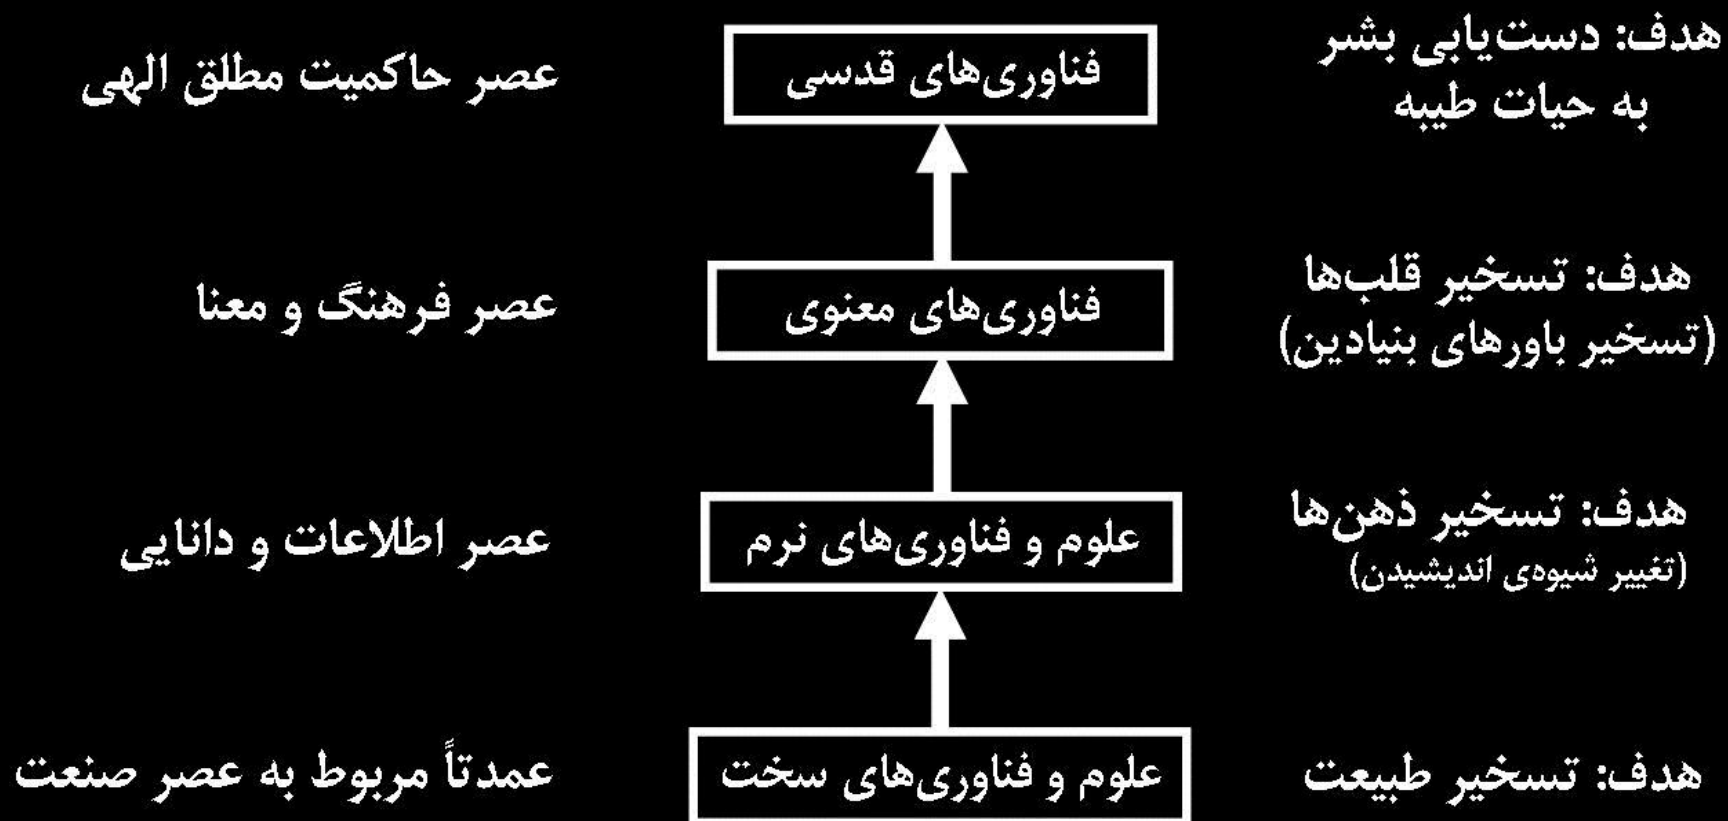 هدف: دست‌یابی بشر
به حیات طیبه
فناوری‌های قدسی
عصر حاکمیت مطلق الهی
هدف: تسخیر قلب‌ها
(تسخیر باورهای بنیادین)
فناوری‌های معنوی
عصر فرهنگ و معنا
هدف: تسخیر ذهن‌ها
(تغییر شیوه‌ی اندیشیدن)
علوم و فناوری‌های نرم
عصر اطلاعات و دانایی
هدف: تسخیر طبیعت
علوم و فناوری‌های سخت
عمدتاً مربوط به عصر صنعت